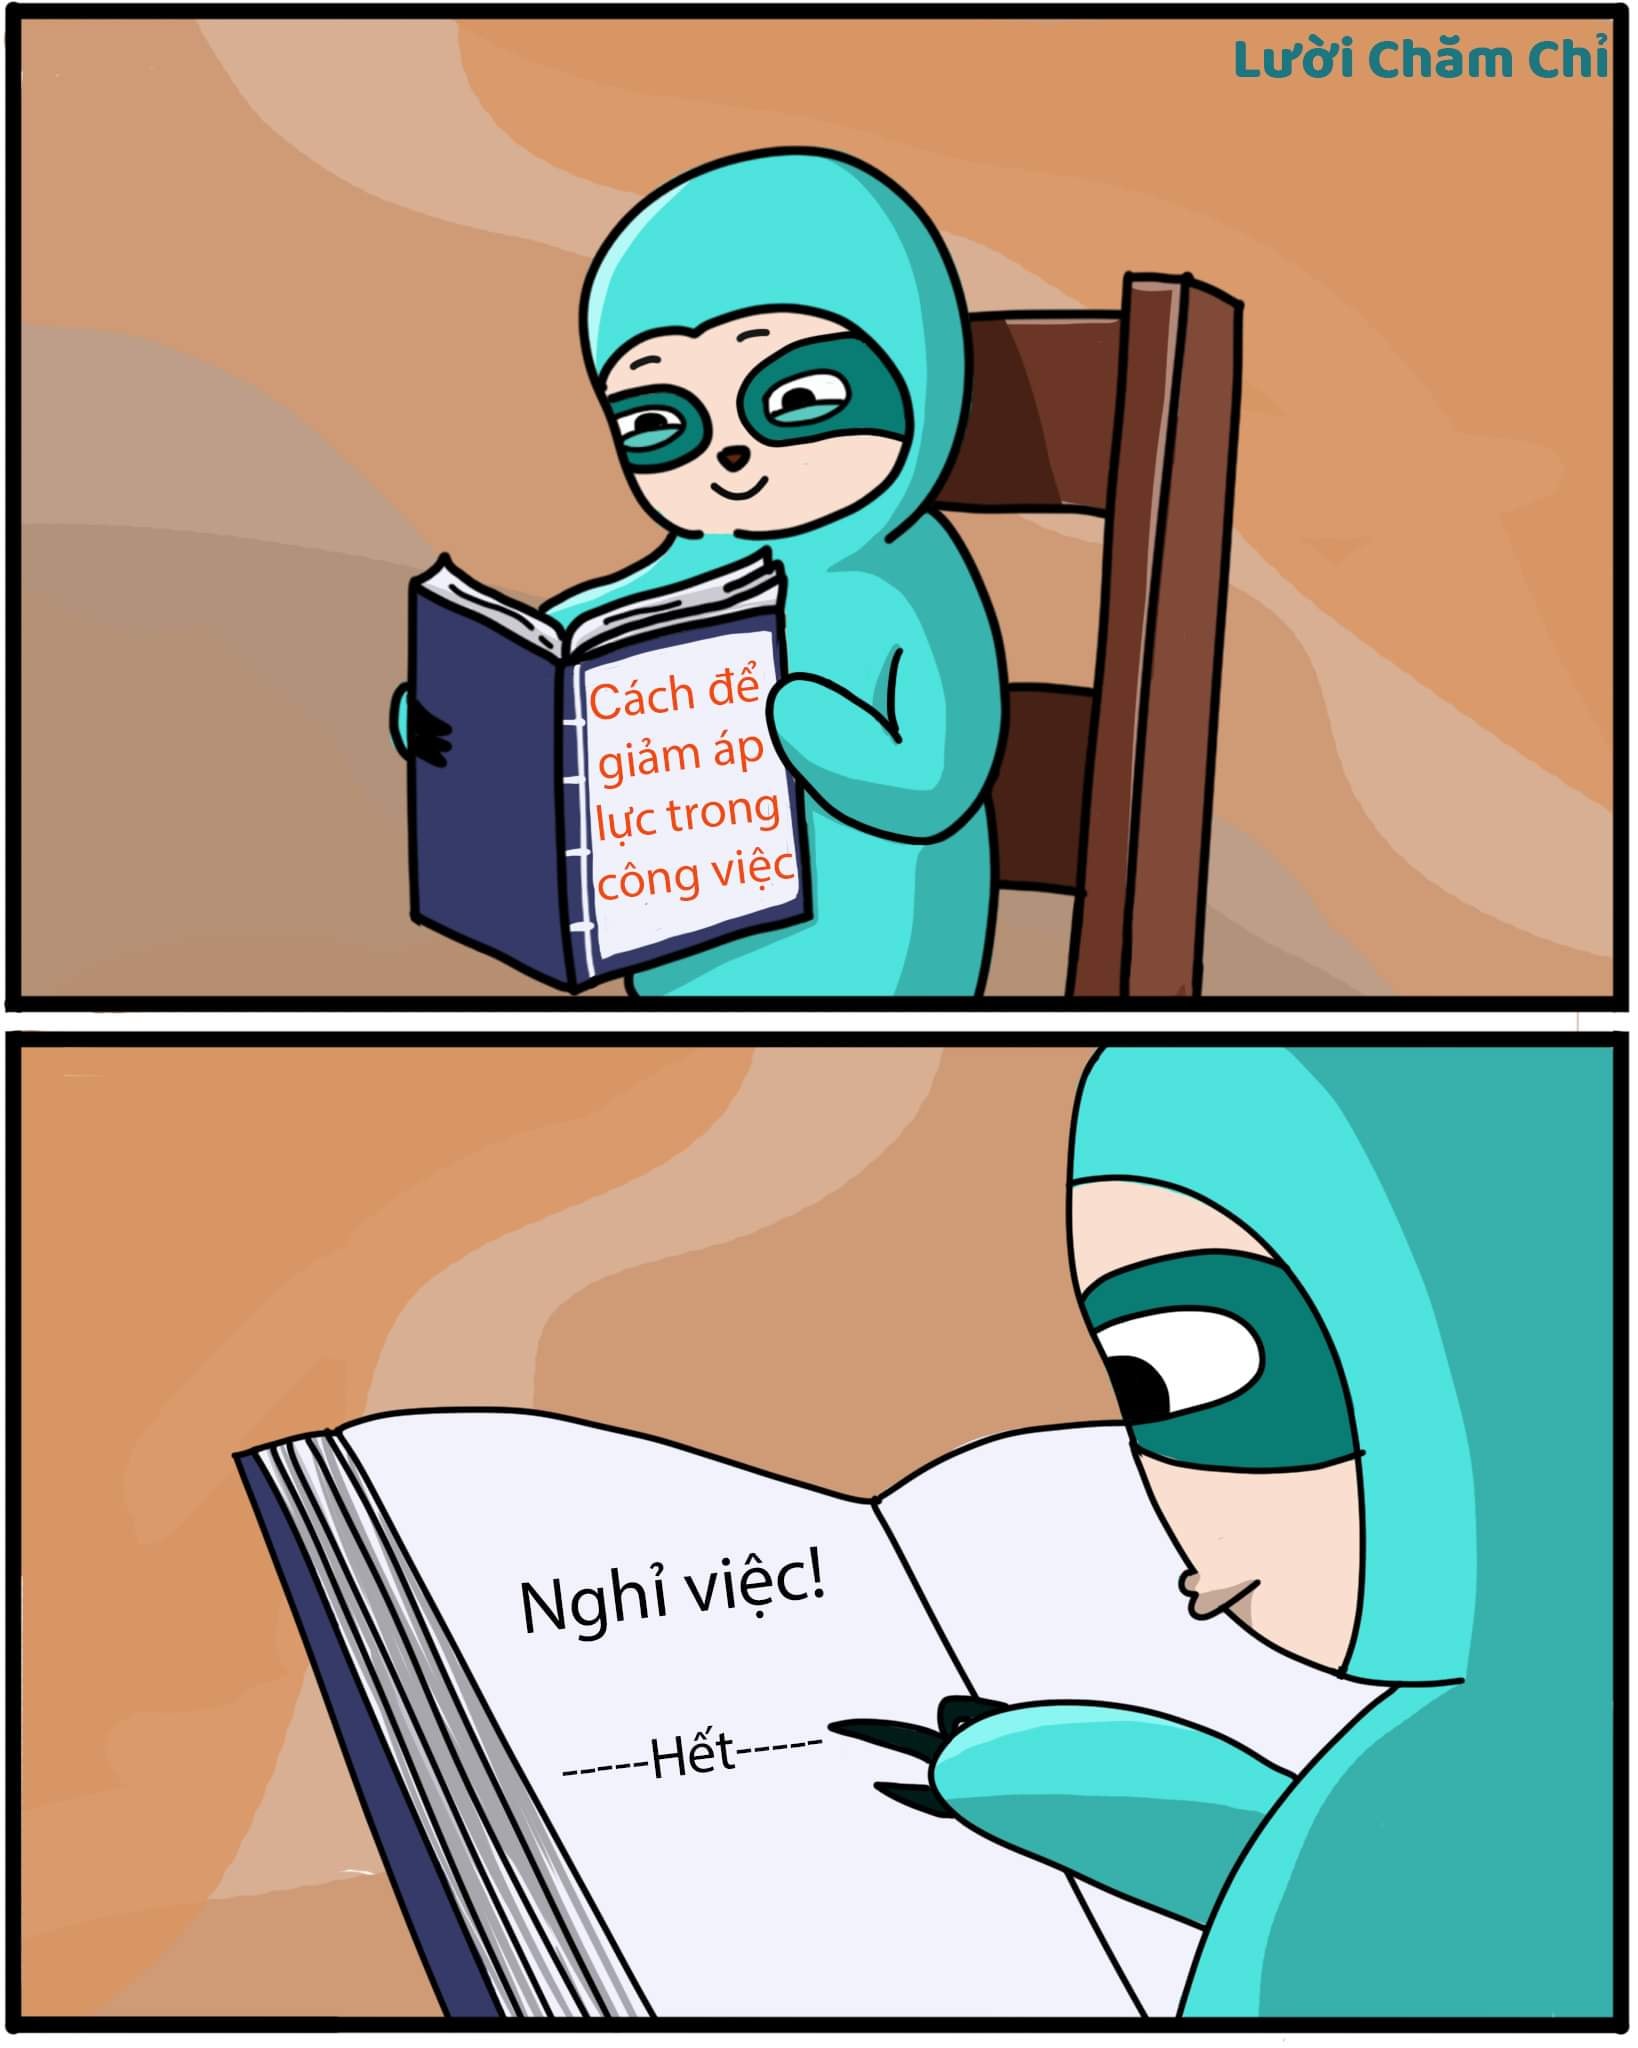 Lười Chăm Chỉ
Cách để
giảm áp
lực trong
công việc
Nghỉ việc!
-----Hết-----